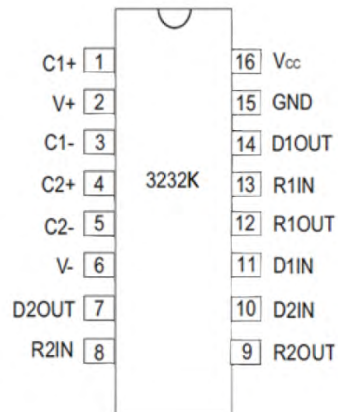 C1+ 1 16 Vcc
V+ 2 15 GND
C1- 3 14 D1OUT
C2+ 4 3232K 13 R1IN
C2- 5 12 R1OUT
V- 6 11 D1IN
D2OUT 7 10 D2IN
R2IN 8 9 R2OUT